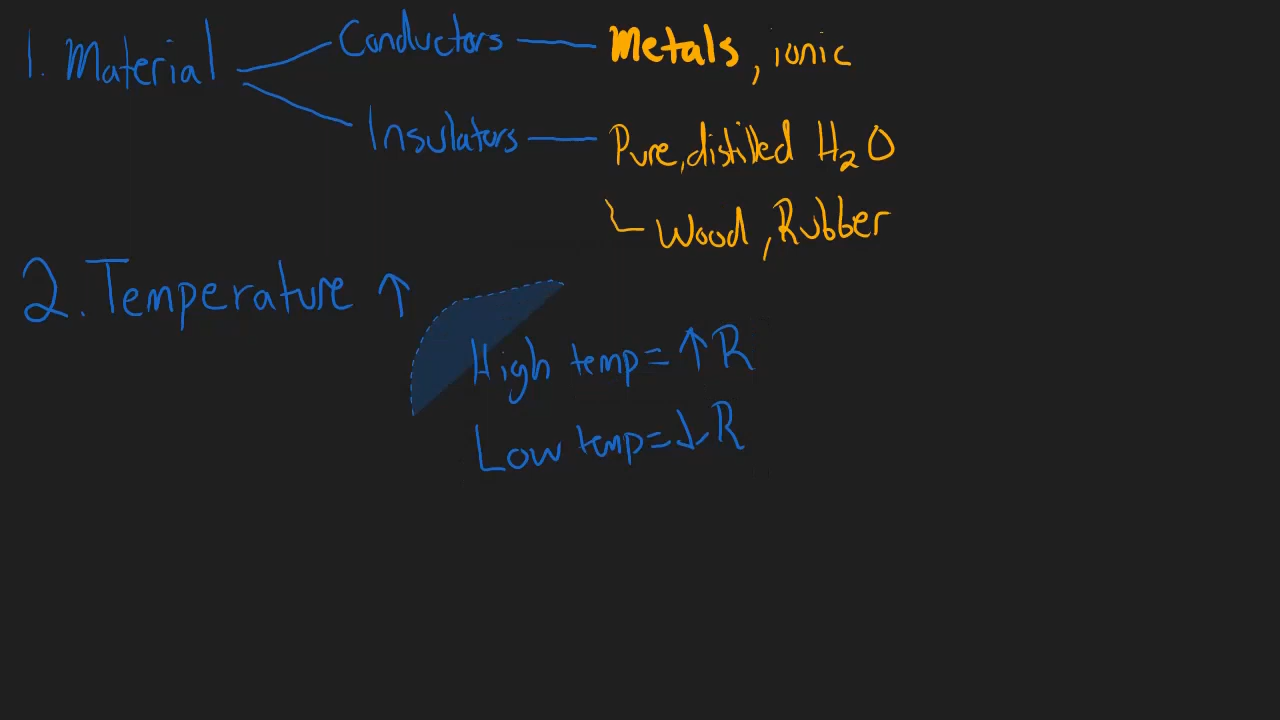 1. Material
Conductors — Metals, ionic
Insulators — Pure, distilled H₂O
Wood, Rubber
2. Temperature ↑
High temp = ↑ R
Low temp = ↓ R